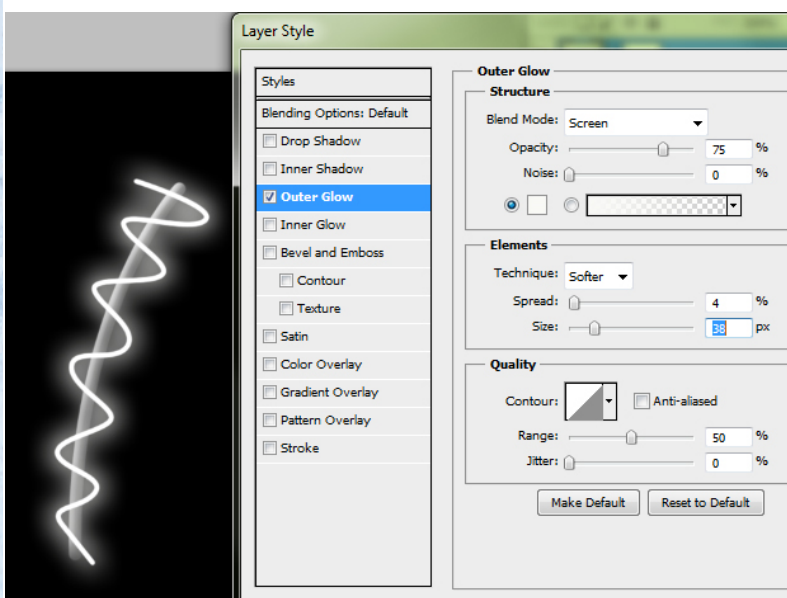 Layer Style
Styles
Blending Options: Default
Drop Shadow
Inner Shadow
Outer Glow
Inner Glow
Bevel and Emboss
Contour
Texture
Satin
Color Overlay
Gradient Overlay
Pattern Overlay
Stroke
Outer Glow
Structure
Blend Mode: Screen
Opacity: 75 %
Noise: 0 %
Elements
Technique: Softer
Spread: 4 %
Size: 38 px
Quality
Contour: Anti-aliased
Range: 50 %
Jitter: 0 %
Make Default Reset to Default